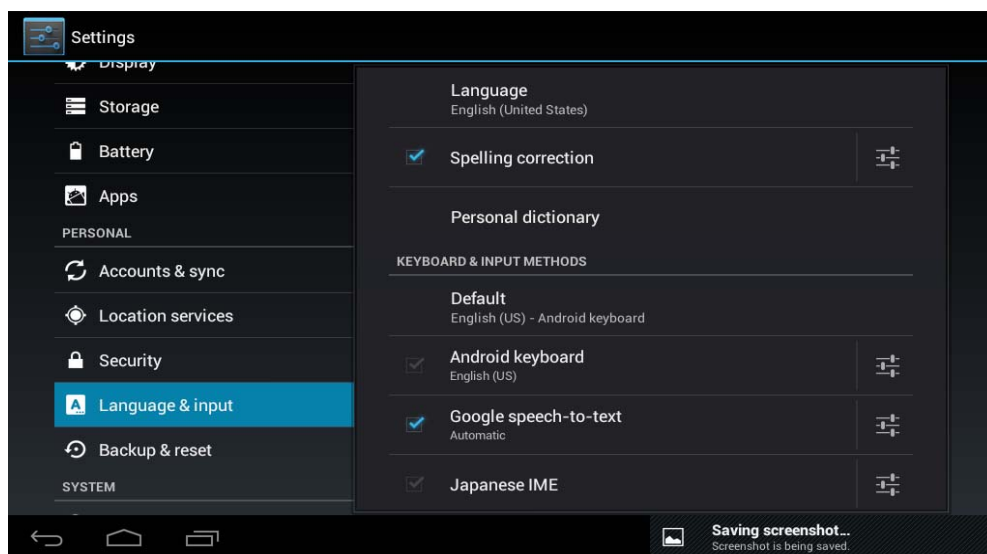 Settings
Display
Storage
Battery
Apps
PERSONAL
Accounts & sync
Location services
Security
Language & input
Backup & reset
SYSTEM
Language
English (United States)
Spelling correction
Personal dictionary
KEYBOARD & INPUT METHODS
Default
English (US) - Android keyboard
Android keyboard
English (US)
Google speech-to-text
Automatic
Japanese IME
Saving screenshot...
Screenshot is being saved.